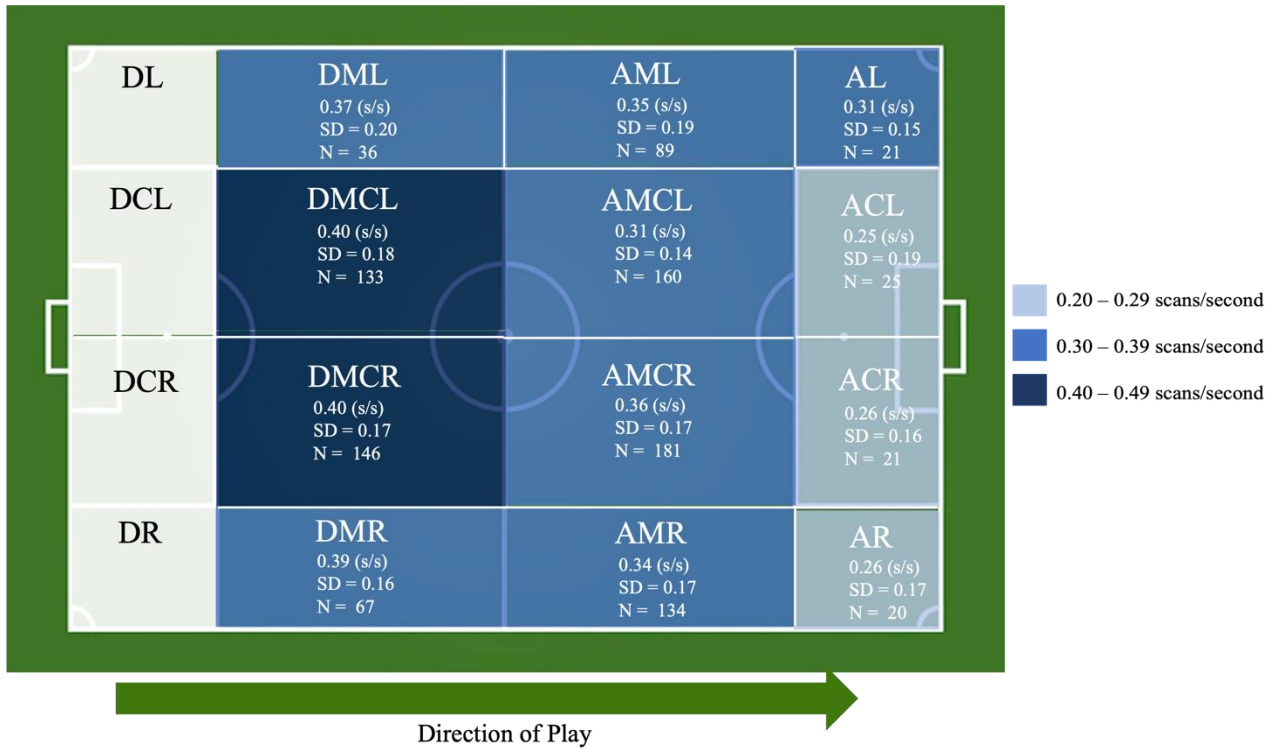 DL
DML
0.37 (s/s)
SD = 0.20
N = 36
AML
0.35 (s/s)
SD = 0.19
N = 89
AL
0.31 (s/s)
SD = 0.15
N = 21
DCL
DMCL
0.40 (s/s)
SD = 0.18
N = 133
AMCL
0.31 (s/s)
SD = 0.14
N = 160
ACL
0.25 (s/s)
SD = 0.19
N = 25
DCR
DMCR
0.40 (s/s)
SD = 0.17
N = 146
AMCR
0.36 (s/s)
SD = 0.17
N = 181
ACR
0.26 (s/s)
SD = 0.16
N = 21
DR
DMR
0.39 (s/s)
SD = 0.16
N = 67
AMR
0.34 (s/s)
SD = 0.17
N = 134
AR
0.26 (s/s)
SD = 0.17
N = 20
0.20 – 0.29 scans/second
0.30 – 0.39 scans/second
0.40 – 0.49 scans/second
Direction of Play